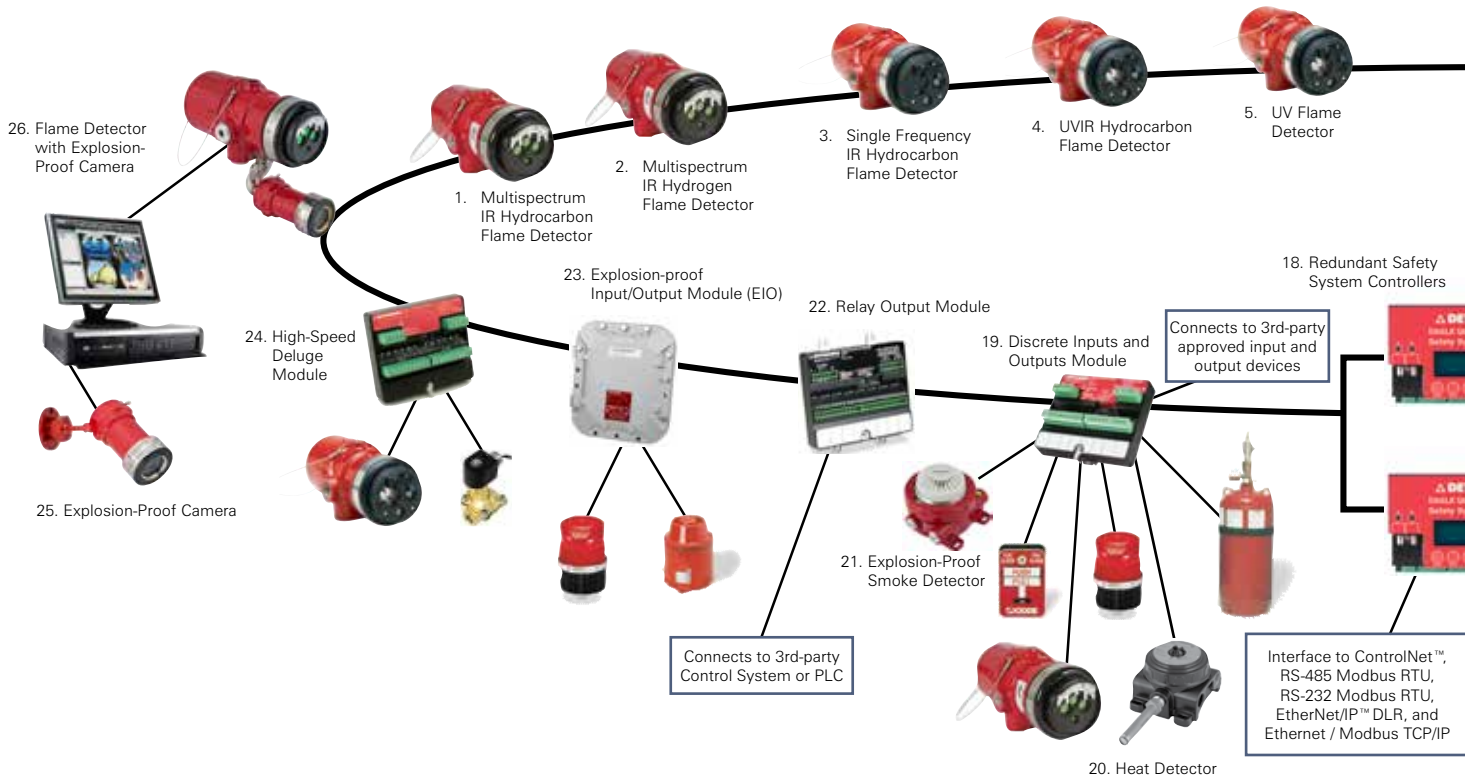 26. Flame Detector
with Explosion-
Proof Camera
1. Multispectrum
IR Hydrocarbon
Flame Detector
2. Multispectrum
IR Hydrogen
Flame Detector
3. Single Frequency
IR Hydrocarbon
Flame Detector
4. UVIR Hydrocarbon
Flame Detector
5. UV Flame
Detector
25. Explosion-Proof Camera
24. High-Speed
Deluge
Module
23. Explosion-proof
Input/Output Module (EIO)
22. Relay Output Module
Connects to 3rd-party
Control System or PLC
19. Discrete Inputs and
Outputs Module
Connects to 3rd-party
approved input and
output devices
21. Explosion-Proof
Smoke Detector
20. Heat Detector
18. Redundant Safety
System Controllers
Interface to ControlNet™,
RS-485 Modbus RTU,
RS-232 Modbus RTU,
EtherNet/IP™ DLR, and
Ethernet / Modbus TCP/IP